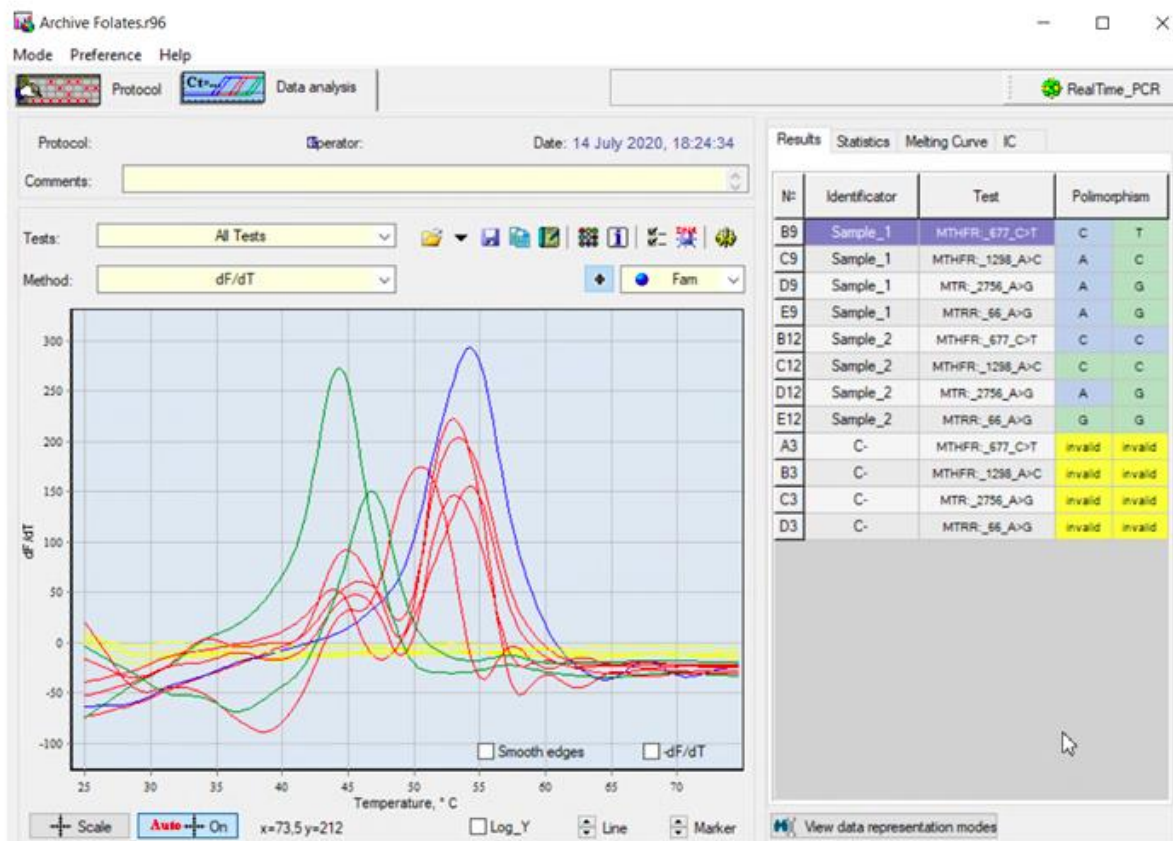 Archive Folates.r96
Mode Preference Help
Protocol Ct=... Data analysis RealTime_PCR
Protocol: Date: 14 July 2020, 18:24:34
Comments:
Tests: All Tests
Method: dF/dT Fam
300
250
200
150
100
50
0
-50
-100
dF/dT
Smooth edges -dF/dT
25 30 35 40 45 50 55 60 65 70
Temperature, ° C
Scale Auto On x=73,5 y=212 Log_Y Line Marker
Results Statistics Melting Curve IC
№ Identificator Test Polimorphism
B9 Sample_1 MTHFR:_677_C>T C T
C9 Sample_1 MTHFR:_1298_A>C A C
D9 Sample_1 MTR:_2756_A>G A G
E9 Sample_1 MTRR:_66_A>G A G
B12 Sample_2 MTHFR:_677_C>T C C
C12 Sample_2 MTHFR:_1298_A>C C C
D12 Sample_2 MTR:_2756_A>G A G
E12 Sample_2 MTRR:_66_A>G G G
A3 C- MTHFR:_677_C>T invalid invalid
B3 C- MTHFR:_1298_A>C invalid invalid
C3 C- MTR:_2756_A>G invalid invalid
D3 C- MTRR:_66_A>G invalid invalid
View data representation modes